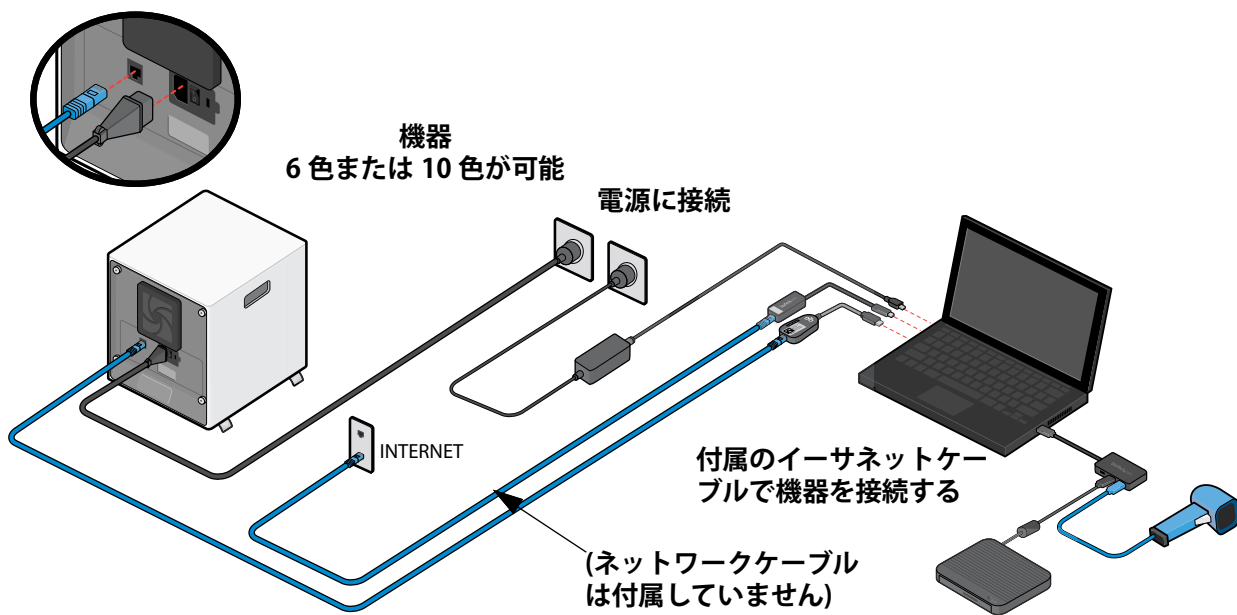 機器
6 色または 10 色が可能
電源に接続
INTERNET
付属のイーサネットケー
ブルで機器を接続する
(ネットワークケーブル
は付属していません)